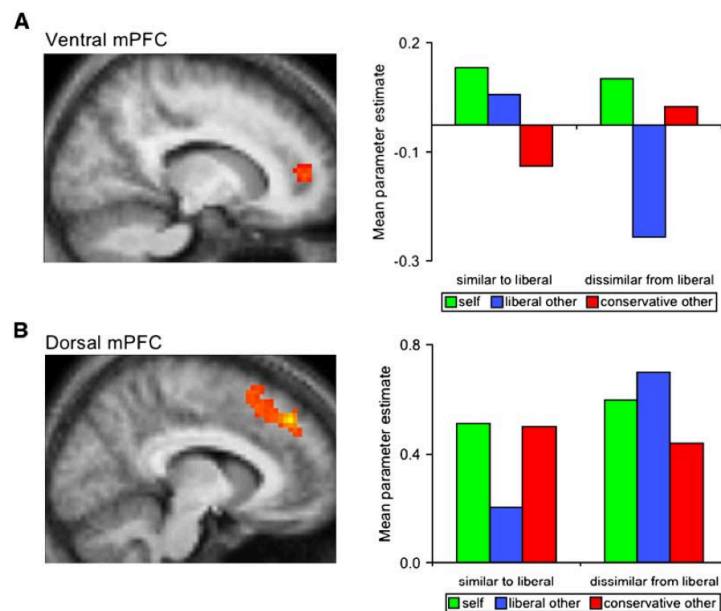 A
Ventral mPFC
Mean parameter estimate
0.2
-0.1
-0.3
similar to liberal dissimilar from liberal
self liberal other conservative other
B
Dorsal mPFC
Mean parameter estimate
0.8
0.4
0.0
similar to liberal dissimilar from liberal
self liberal other conservative other